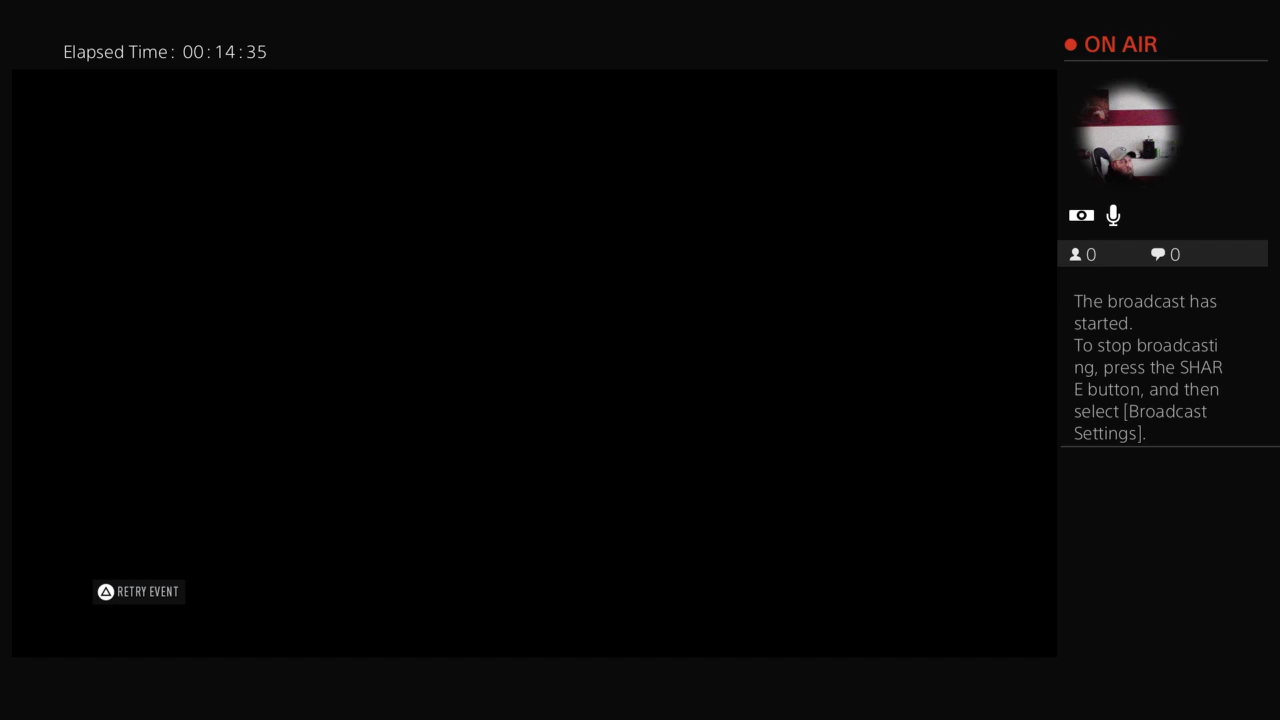 Elapsed Time: 00:14:35
ON AIR
0 0
The broadcast has
started.
To stop broadcasti
ng, press the SHAR
E button, and then
select [Broadcast
Settings].
RETRY EVENT